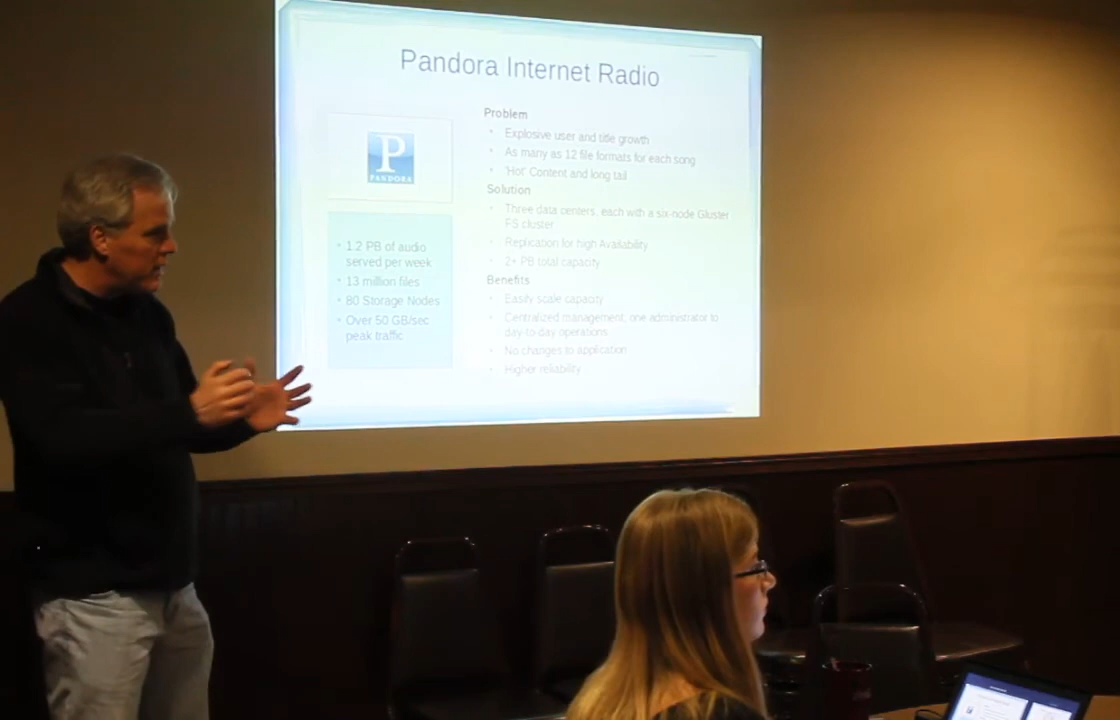 Pandora Internet Radio
P
PANDORA
1.2 PB of audio
served per week
13 million files
80 Storage Nodes
Over 50 GB/sec
peak traffic
Problem
Explosive user and title growth
As many as 12 file formats for each song
'Hot' Content and long tail
Solution
Three data centers, each with a six-node Gluster
FS cluster
Replication for high Availability
2+ PB total capacity
Benefits
Easily scale capacity
Centralized management; one administrator to
day-to-day operations
No changes to application
Higher reliability